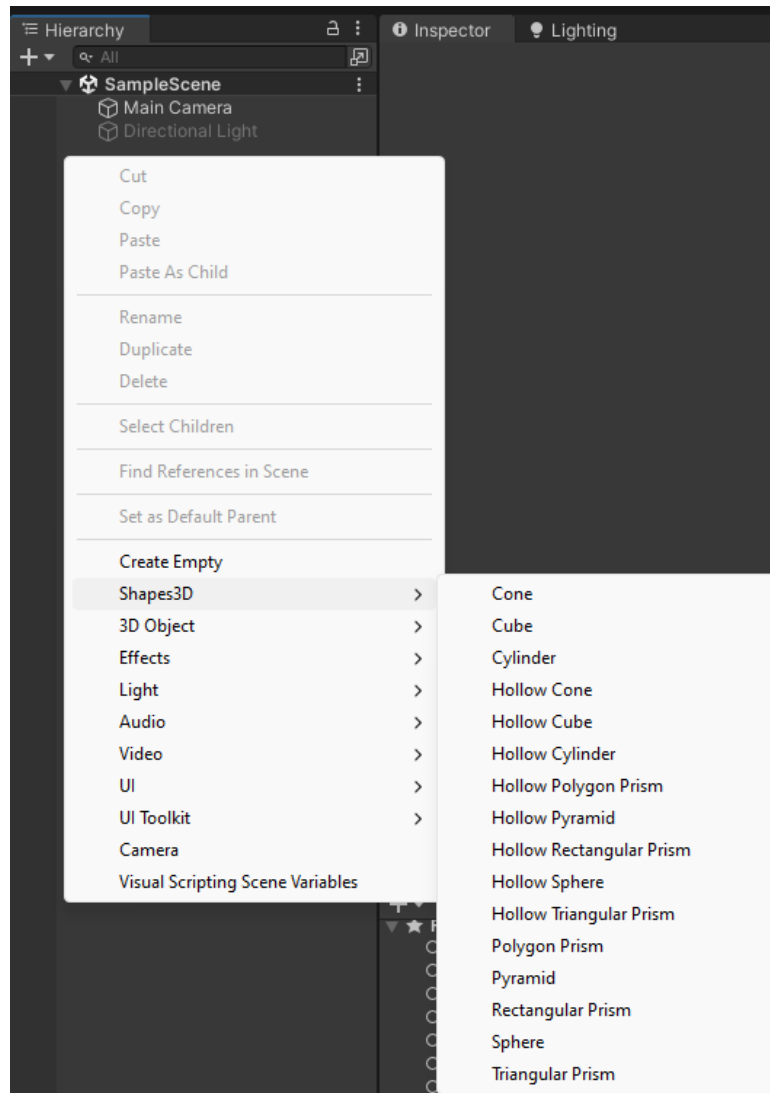 Hierarchy
Inspector
Lighting
All
SampleScene
Main Camera
Directional Light
Cut
Copy
Paste
Paste As Child
Rename
Duplicate
Delete
Select Children
Find References in Scene
Set as Default Parent
Create Empty
Shapes3D
3D Object
Effects
Light
Audio
Video
UI
UI Toolkit
Camera
Visual Scripting Scene Variables
Cone
Cube
Cylinder
Hollow Cone
Hollow Cube
Hollow Cylinder
Hollow Polygon Prism
Hollow Pyramid
Hollow Rectangular Prism
Hollow Sphere
Hollow Triangular Prism
Polygon Prism
Pyramid
Rectangular Prism
Sphere
Triangular Prism